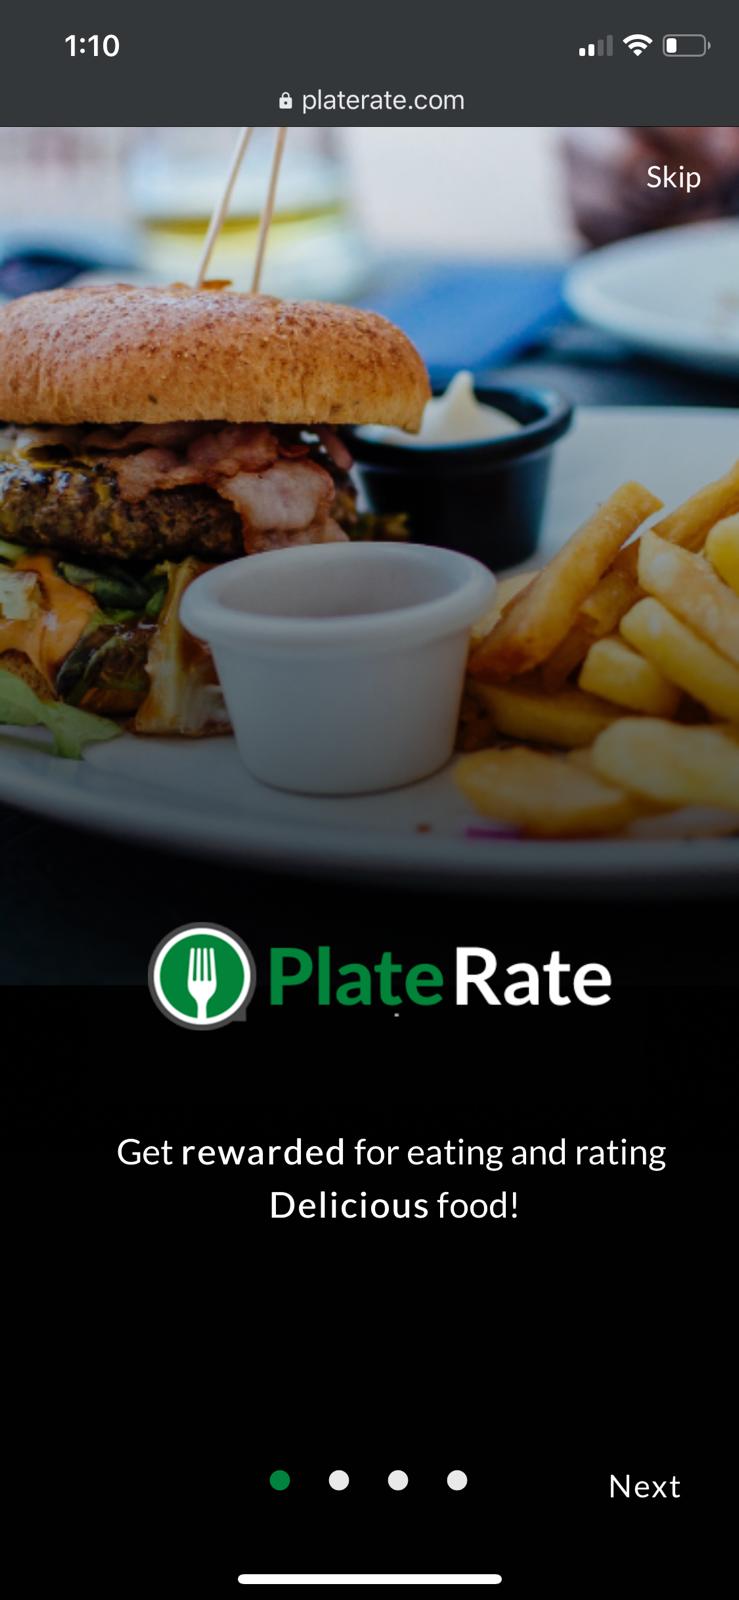 1:10
platerate.com
Skip
PlateRate
Get rewarded for eating and rating
Delicious food!
Next